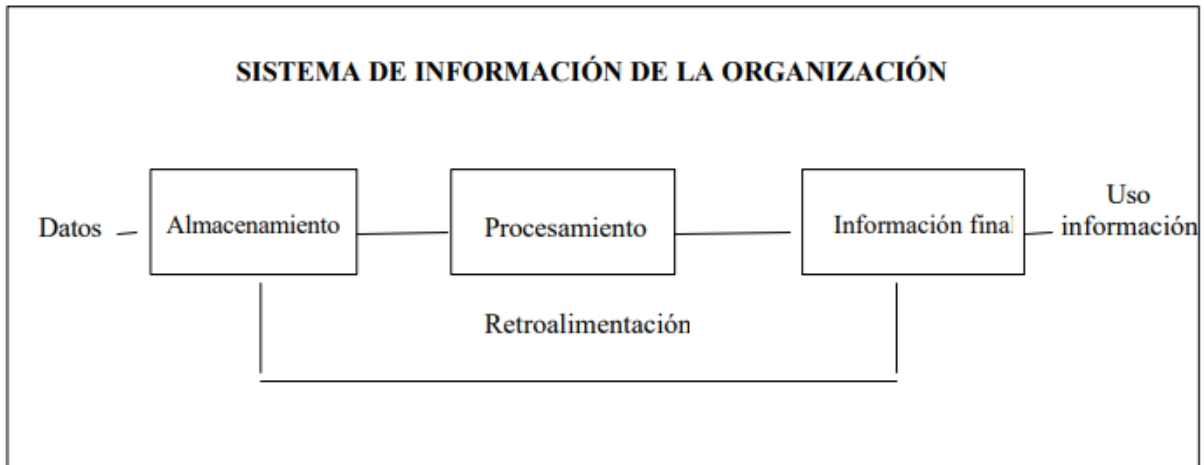 SISTEMA DE INFORMACIÓN DE LA ORGANIZACIÓN
Datos
Almacenamiento
Procesamiento
Información final
Uso
información
Retroalimentación